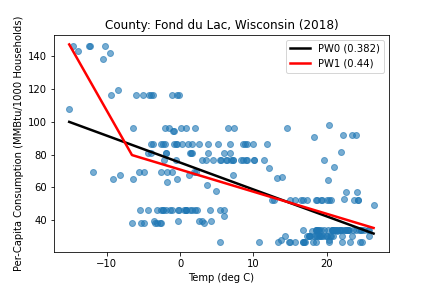 County: Fond du Lac, Wisconsin (2018)
PW0 (0.382)
PW1 (0.44)
Per-Capita Consumption (MMBtu/1000 Households)
140
120
100
80
60
40
−10
0
10
20
Temp (deg C)